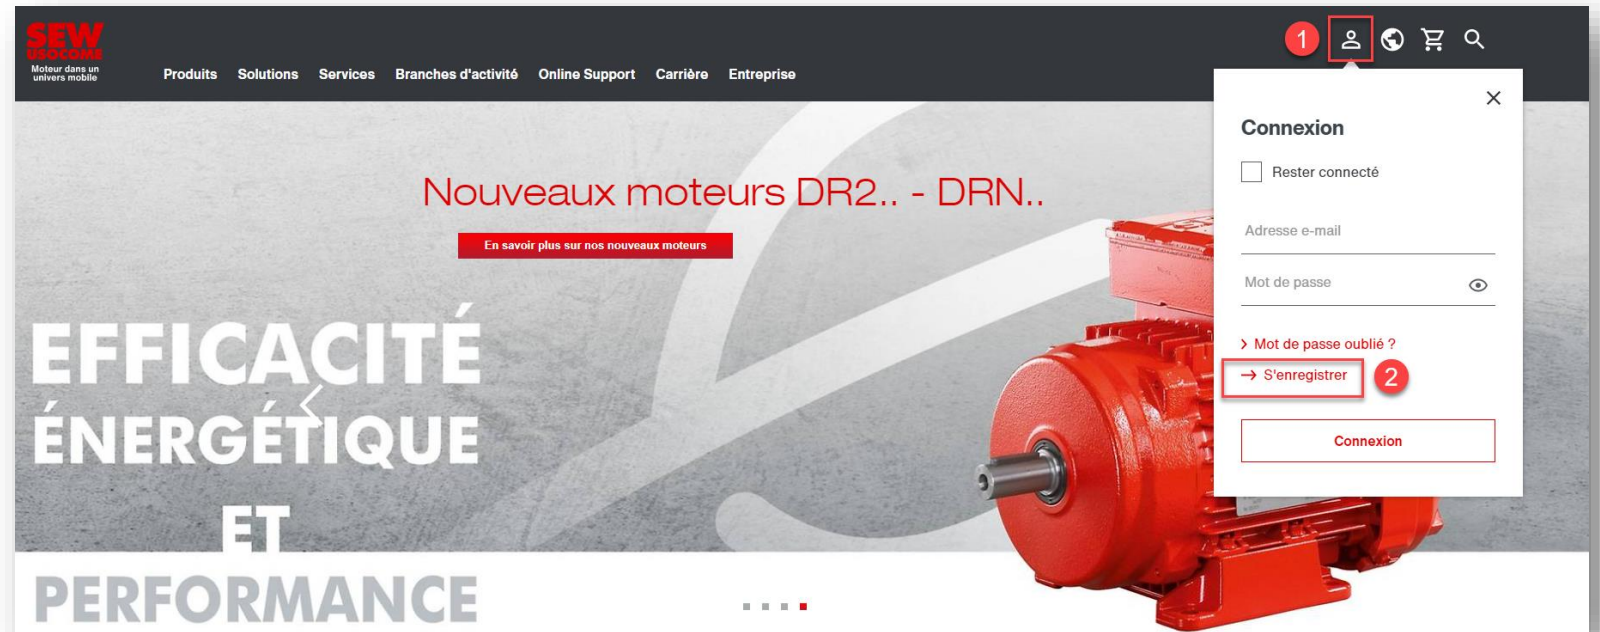 SEW
USOCOME
Moteur dans un
univers mobile
Produits Solutions Services Branches d'activité Online Support Carrière Entreprise
1
Connexion
Rester connecté
Adresse e-mail
Mot de passe
Mot de passe oublié ?
S'enregistrer
2
Connexion
Nouveaux moteurs DR2.. - DRN..
En savoir plus sur nos nouveaux moteurs
EFFICACITÉ
ÉNERGÉTIQUE
ET
PERFORMANCE